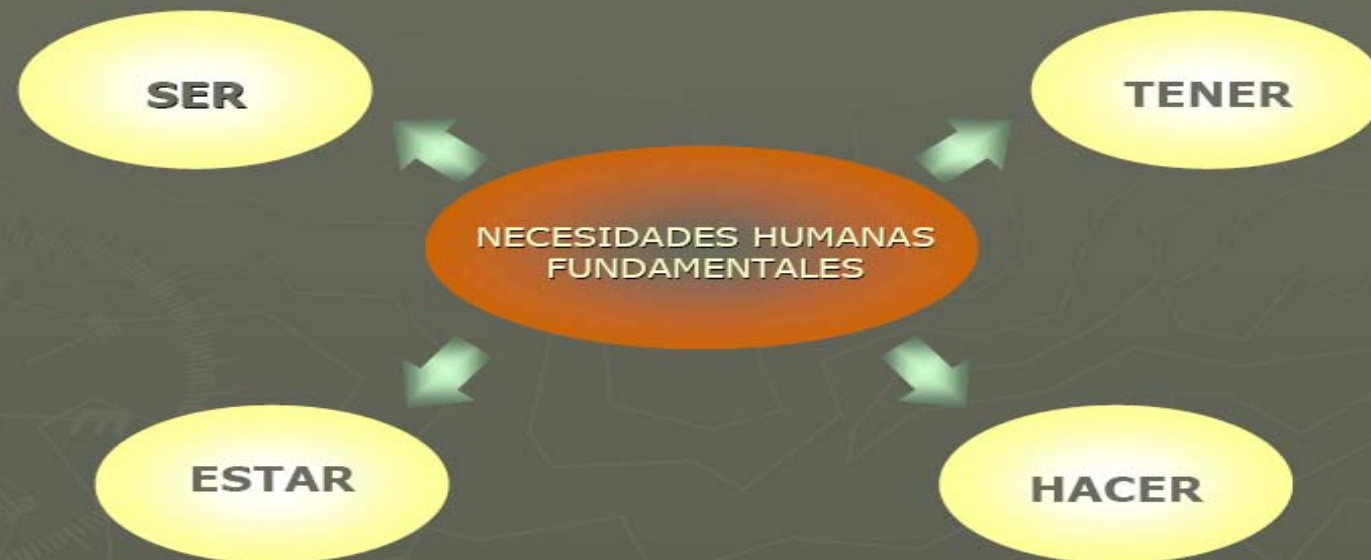 SER
TENER
NECESIDADES HUMANAS
FUNDAMENTALES
ESTAR
HACER